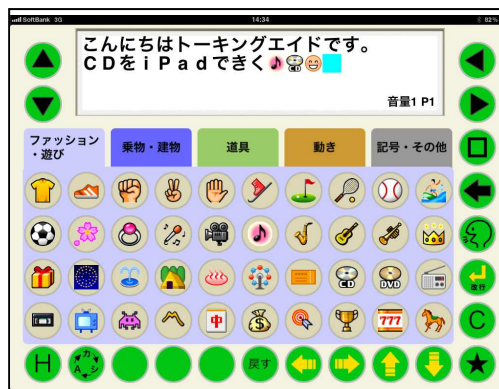 SoftBank 3G 14:34 82%
こんにちはトーキングエイドです。
CDをiPadできく
音量1 P1
ファッション・遊び
乗物・建物
道具
動き
記号・その他
CD
DVD
中
777
改行
C
H
カ A シ
戻す